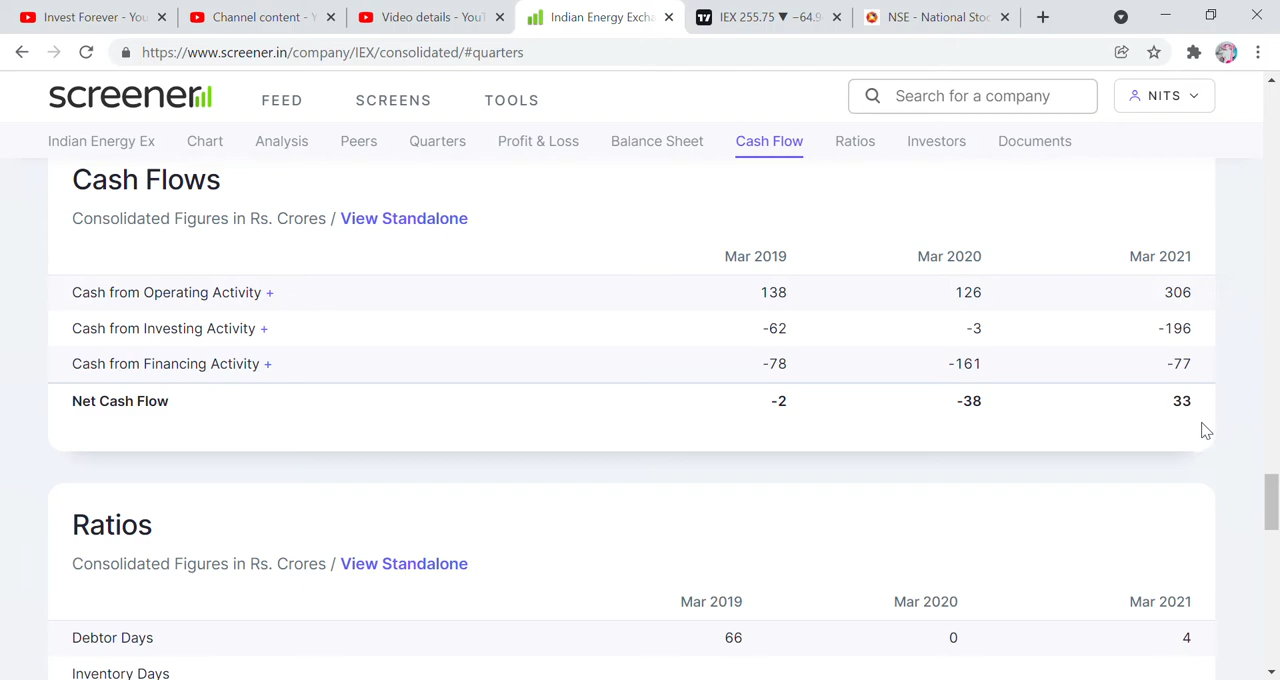 Invest Forever - You
Channel content - Y
Video details - YouT
Indian Energy Excha
IEX 255.75 ▼ −64.9
NSE - National Stoc
https://www.screener.in/company/IEX/consolidated/#quarters
screener
FEED SCREENS TOOLS
Search for a company
NITS
Indian Energy Ex Chart Analysis Peers Quarters Profit & Loss Balance Sheet Cash Flow Ratios Investors Documents
Cash Flows
Consolidated Figures in Rs. Crores / View Standalone
Mar 2019 Mar 2020 Mar 2021
Cash from Operating Activity + 138 126 306
Cash from Investing Activity + -62 -3 -196
Cash from Financing Activity + -78 -161 -77
Net Cash Flow -2 -38 33
Ratios
Consolidated Figures in Rs. Crores / View Standalone
Mar 2019 Mar 2020 Mar 2021
Debtor Days 66 0 4
Inventory Days